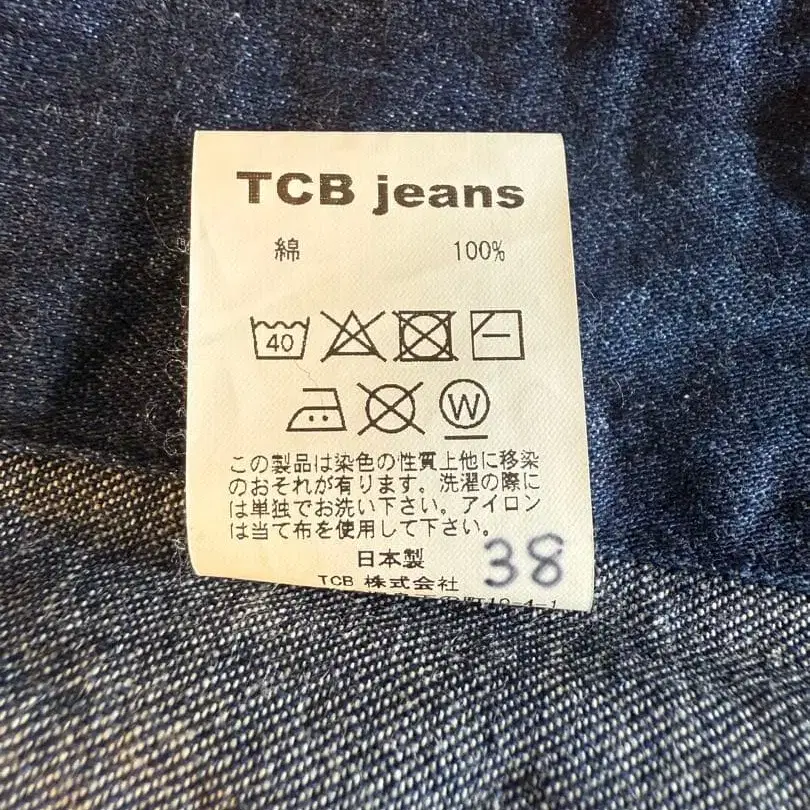 TCB jeans
綿 100%
40
W
この製品は染色の性質上他に移染
のおそれが有ります。洗濯の際に
は単独でお洗い下さい。アイロン
は当て布を使用して下さい。
日本製
38
TCB 株式会社